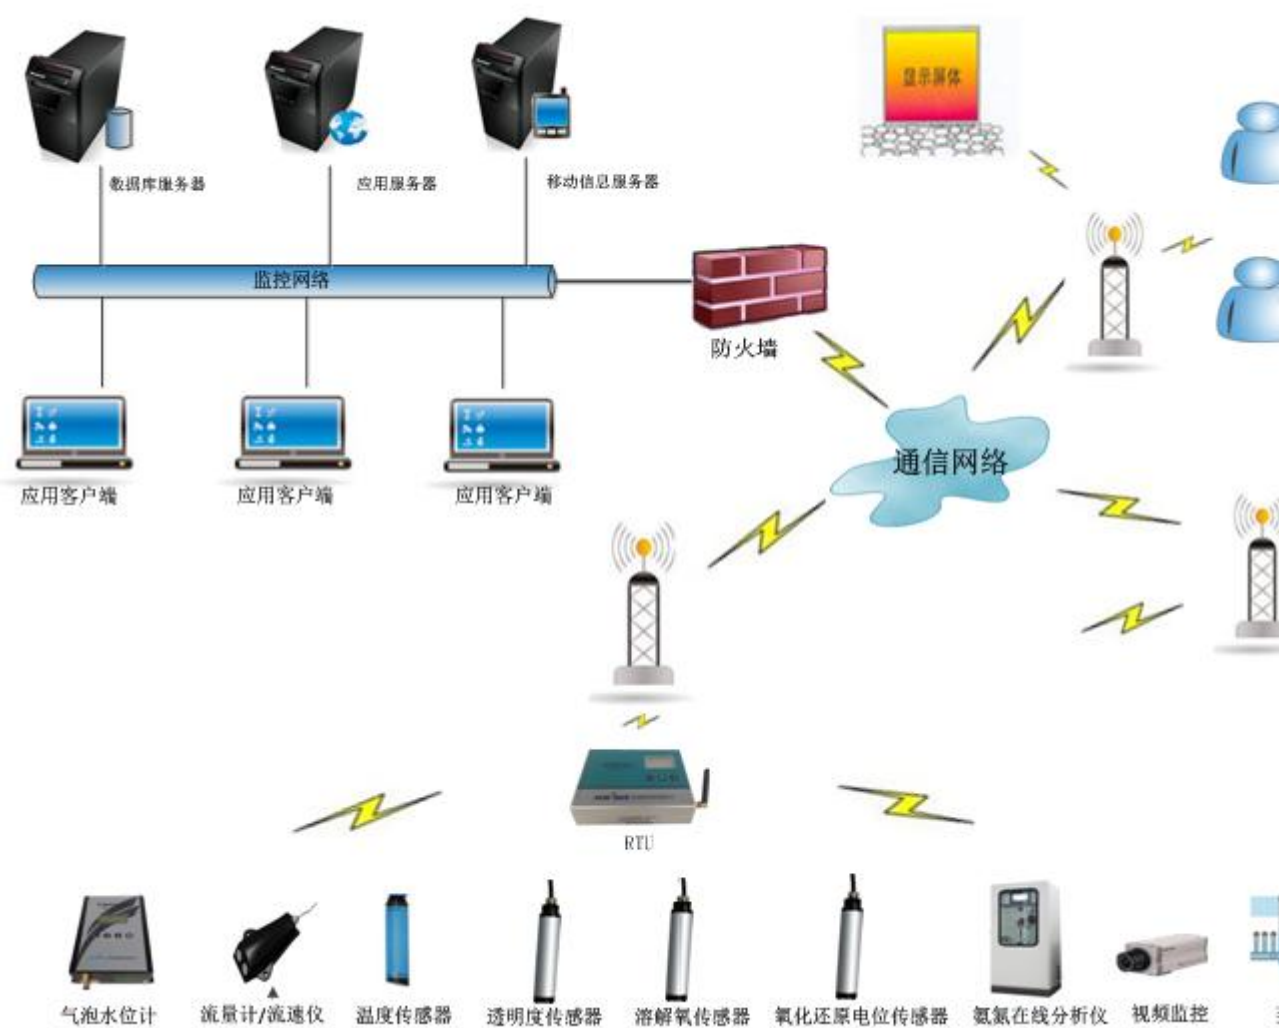 显示屏体
数据库服务器
应用服务器
移动信息服务器
监控网络
防火墙
通信网络
应用客户端
应用客户端
应用客户端
RTU
气泡水位计
流量计/流速仪
温度传感器
透明度传感器
溶解氧传感器
氧化还原电位传感器
氨氮在线分析仪
视频监控